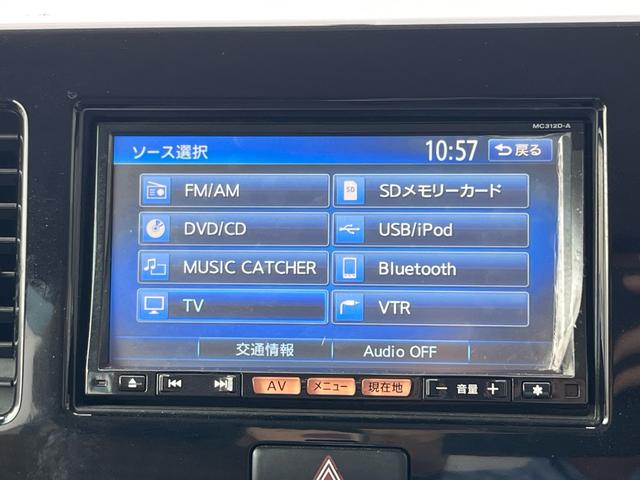 MC312D-A
ソース選択 10:57 戻る
FM/AM SDメモリーカード
SD
DVD/CD USB/iPod
MUSIC CATCHER Bluetooth
TV VTR
交通情報 Audio OFF
AV メニュー 現在地 − 音量 +